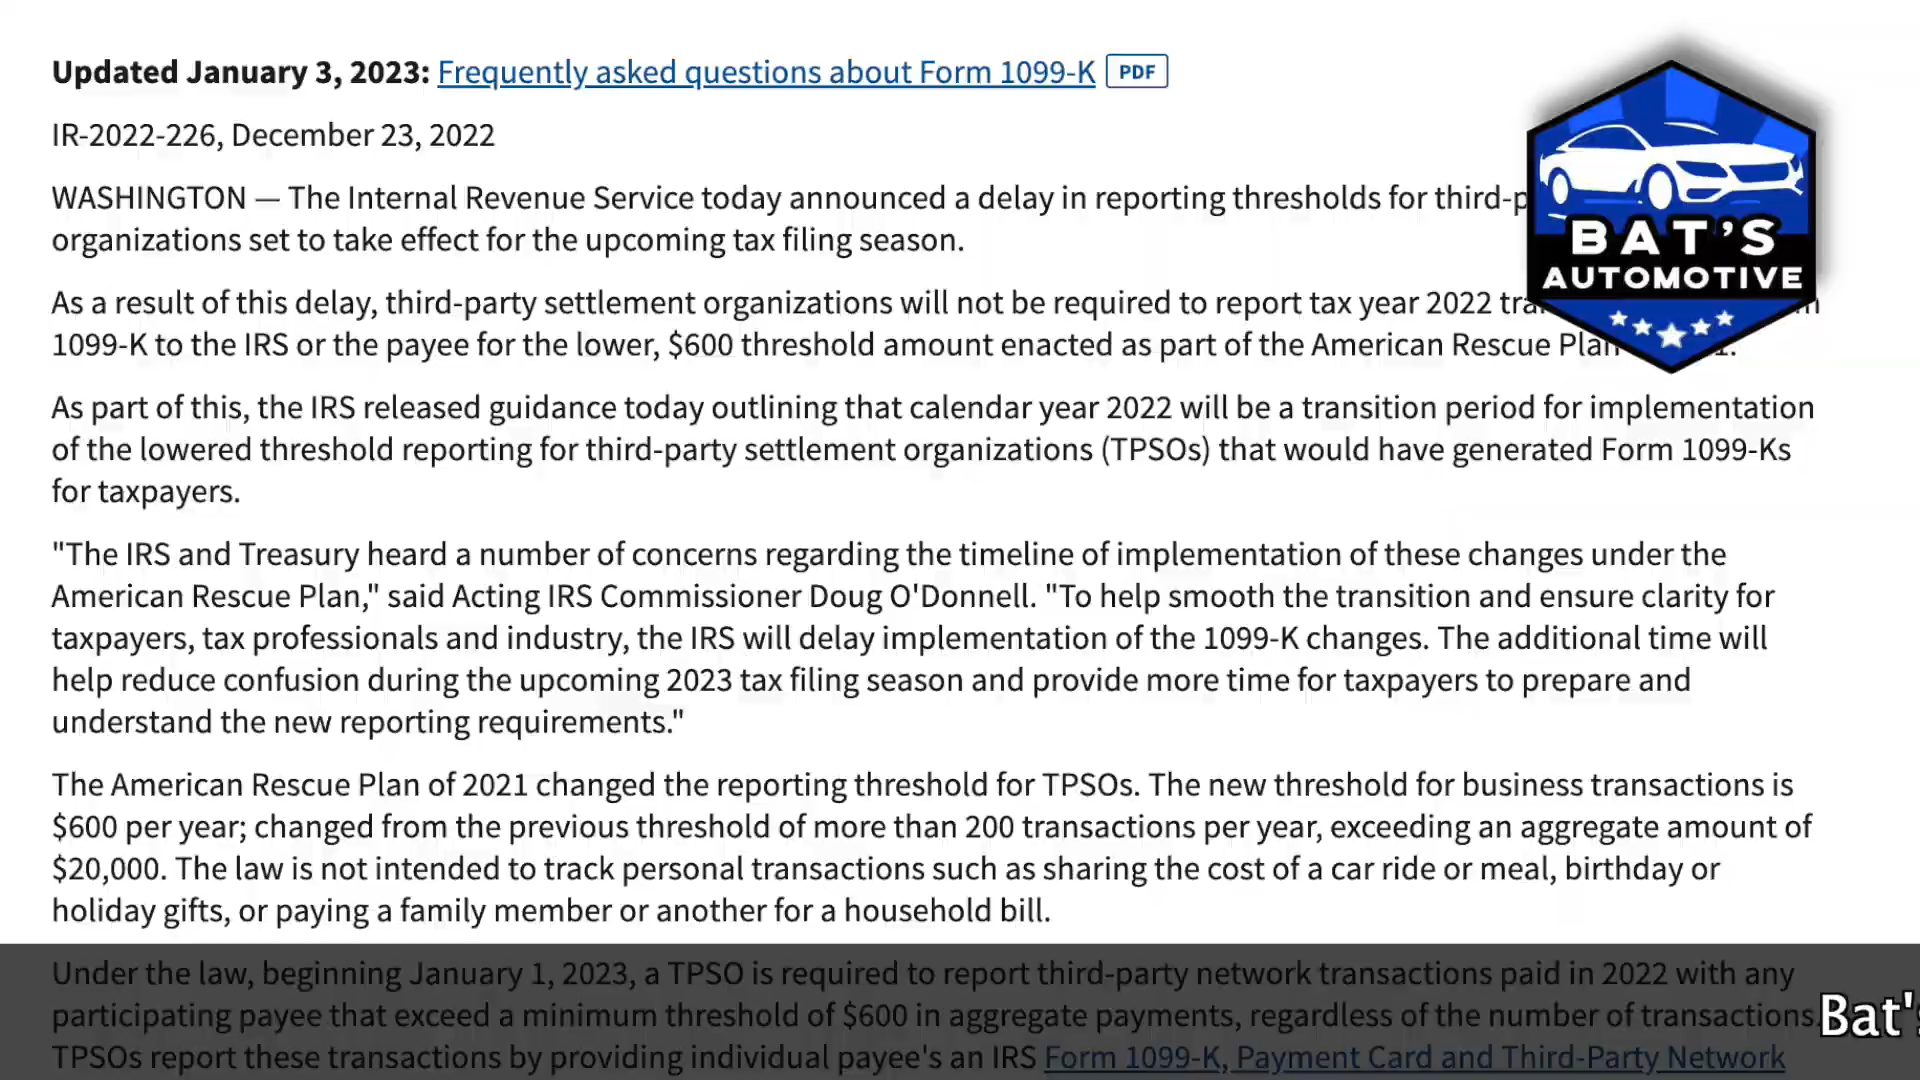 Updated January 3, 2023: Frequently asked questions about Form 1099-K PDF
IR-2022-226, December 23, 2022
WASHINGTON — The Internal Revenue Service today announced a delay in reporting thresholds for
organizations set to take effect for the upcoming tax filing season.
As a result of this delay, third-party settlement organizations will not be required to report tax year 2022
1099-K to the IRS or the payee for the lower, $600 threshold amount enacted as part of the American Rescue Plan
As part of this, the IRS released guidance today outlining that calendar year 2022 will be a transition period for implementation
of the lowered threshold reporting for third-party settlement organizations (TPSOs) that would have generated Form 1099-Ks
for taxpayers.
"The IRS and Treasury heard a number of concerns regarding the timeline of implementation of these changes under the
American Rescue Plan," said Acting IRS Commissioner Doug O'Donnell. "To help smooth the transition and ensure clarity for
taxpayers, tax professionals and industry, the IRS will delay implementation of the 1099-K changes. The additional time will
help reduce confusion during the upcoming 2023 tax filing season and provide more time for taxpayers to prepare and
understand the new reporting requirements."
The American Rescue Plan of 2021 changed the reporting threshold for TPSOs. The new threshold for business transactions is
$600 per year; changed from the previous threshold of more than 200 transactions per year, exceeding an aggregate amount of
$20,000. The law is not intended to track personal transactions such as sharing the cost of a car ride or meal, birthday or
holiday gifts, or paying a family member or another for a household bill.
Under the law, beginning January 1, 2023, a TPSO is required to report third-party network transactions paid in 2022 with any
participating payee that exceed a minimum threshold of $600 in aggregate payments, regardless of the number of transactions.
TPSOs report these transactions by providing individual payee's an IRS Form 1099-K, Payment Card and Third-Party Network
BAT'S
AUTOMOTIVE
Bat's